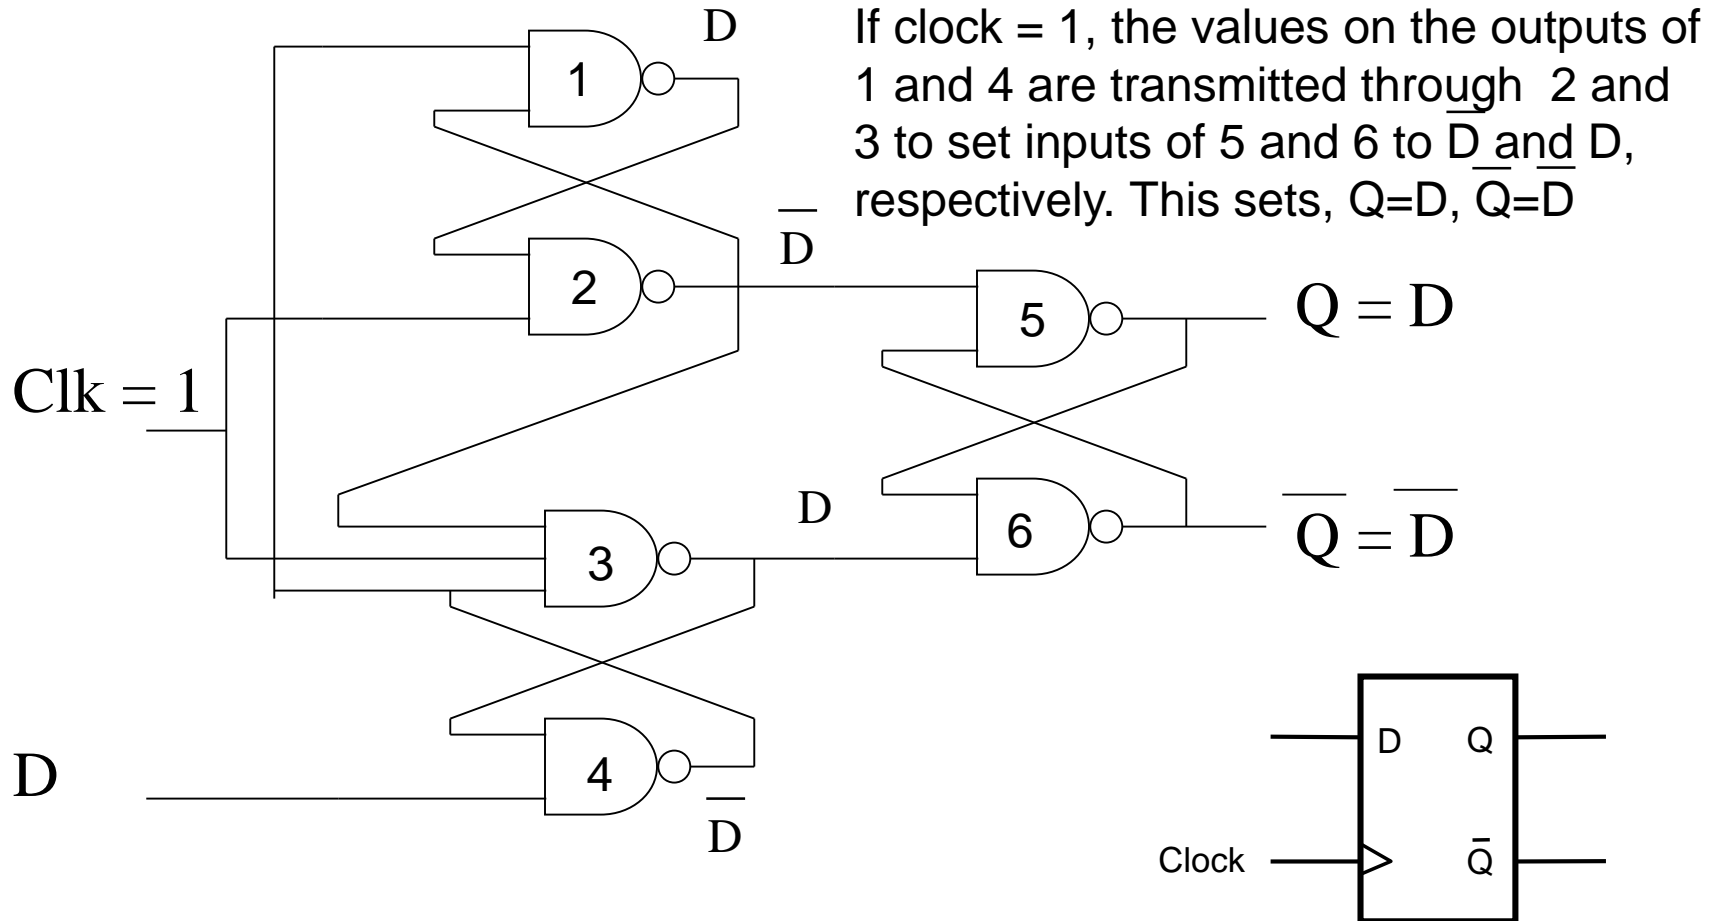 D
If clock = 1, the values on the outputs of
1 and 4 are transmitted through 2 and
3 to set inputs of 5 and 6 to D̅ and D,
respectively. This sets, Q=D, Q̅=D̅
1
D̅
2
5
Q = D
Clk = 1
D
3
6
Q̅ = D̅
D
4
D̅
D Q
Clock
Q̅